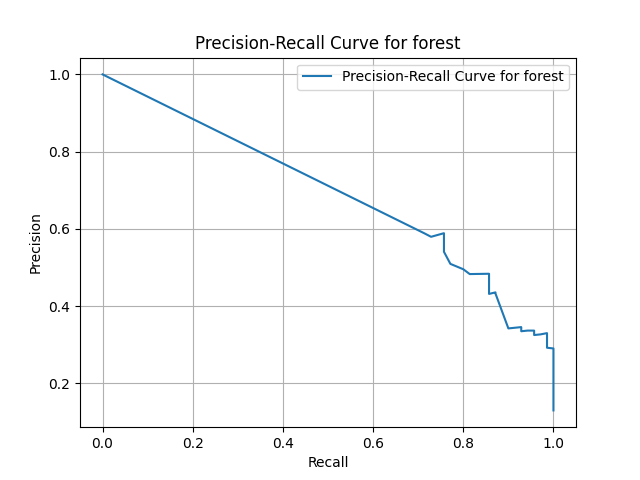 Precision-Recall Curve for forest
Precision-Recall Curve for forest
1.0
0.8
0.6
0.4
0.2
Precision
0.0 0.2 0.4 0.6 0.8 1.0
Recall